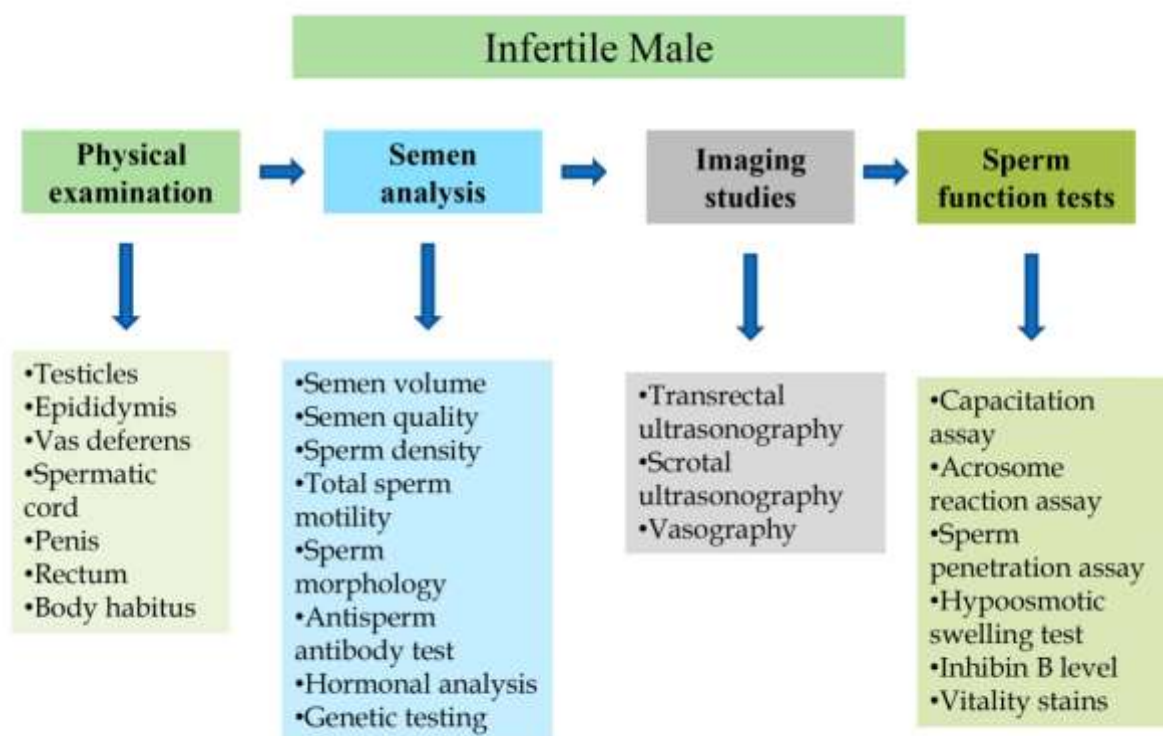 Infertile Male
Physical
examination
Semen
analysis
Imaging
studies
Sperm
function tests
•Testicles
•Epididymis
•Vas deferens
•Spermatic
cord
•Penis
•Rectum
•Body habitus
•Semen volume
•Semen quality
•Sperm density
•Total sperm
motility
•Sperm
morphology
•Antisperm
antibody test
•Hormonal analysis
•Genetic testing
•Transrectal
ultrasonography
•Scrotal
ultrasonography
•Vasography
•Capacitation
assay
•Acrosome
reaction assay
•Sperm
penetration assay
•Hypoosmotic
swelling test
•Inhibin B level
•Vitality stains